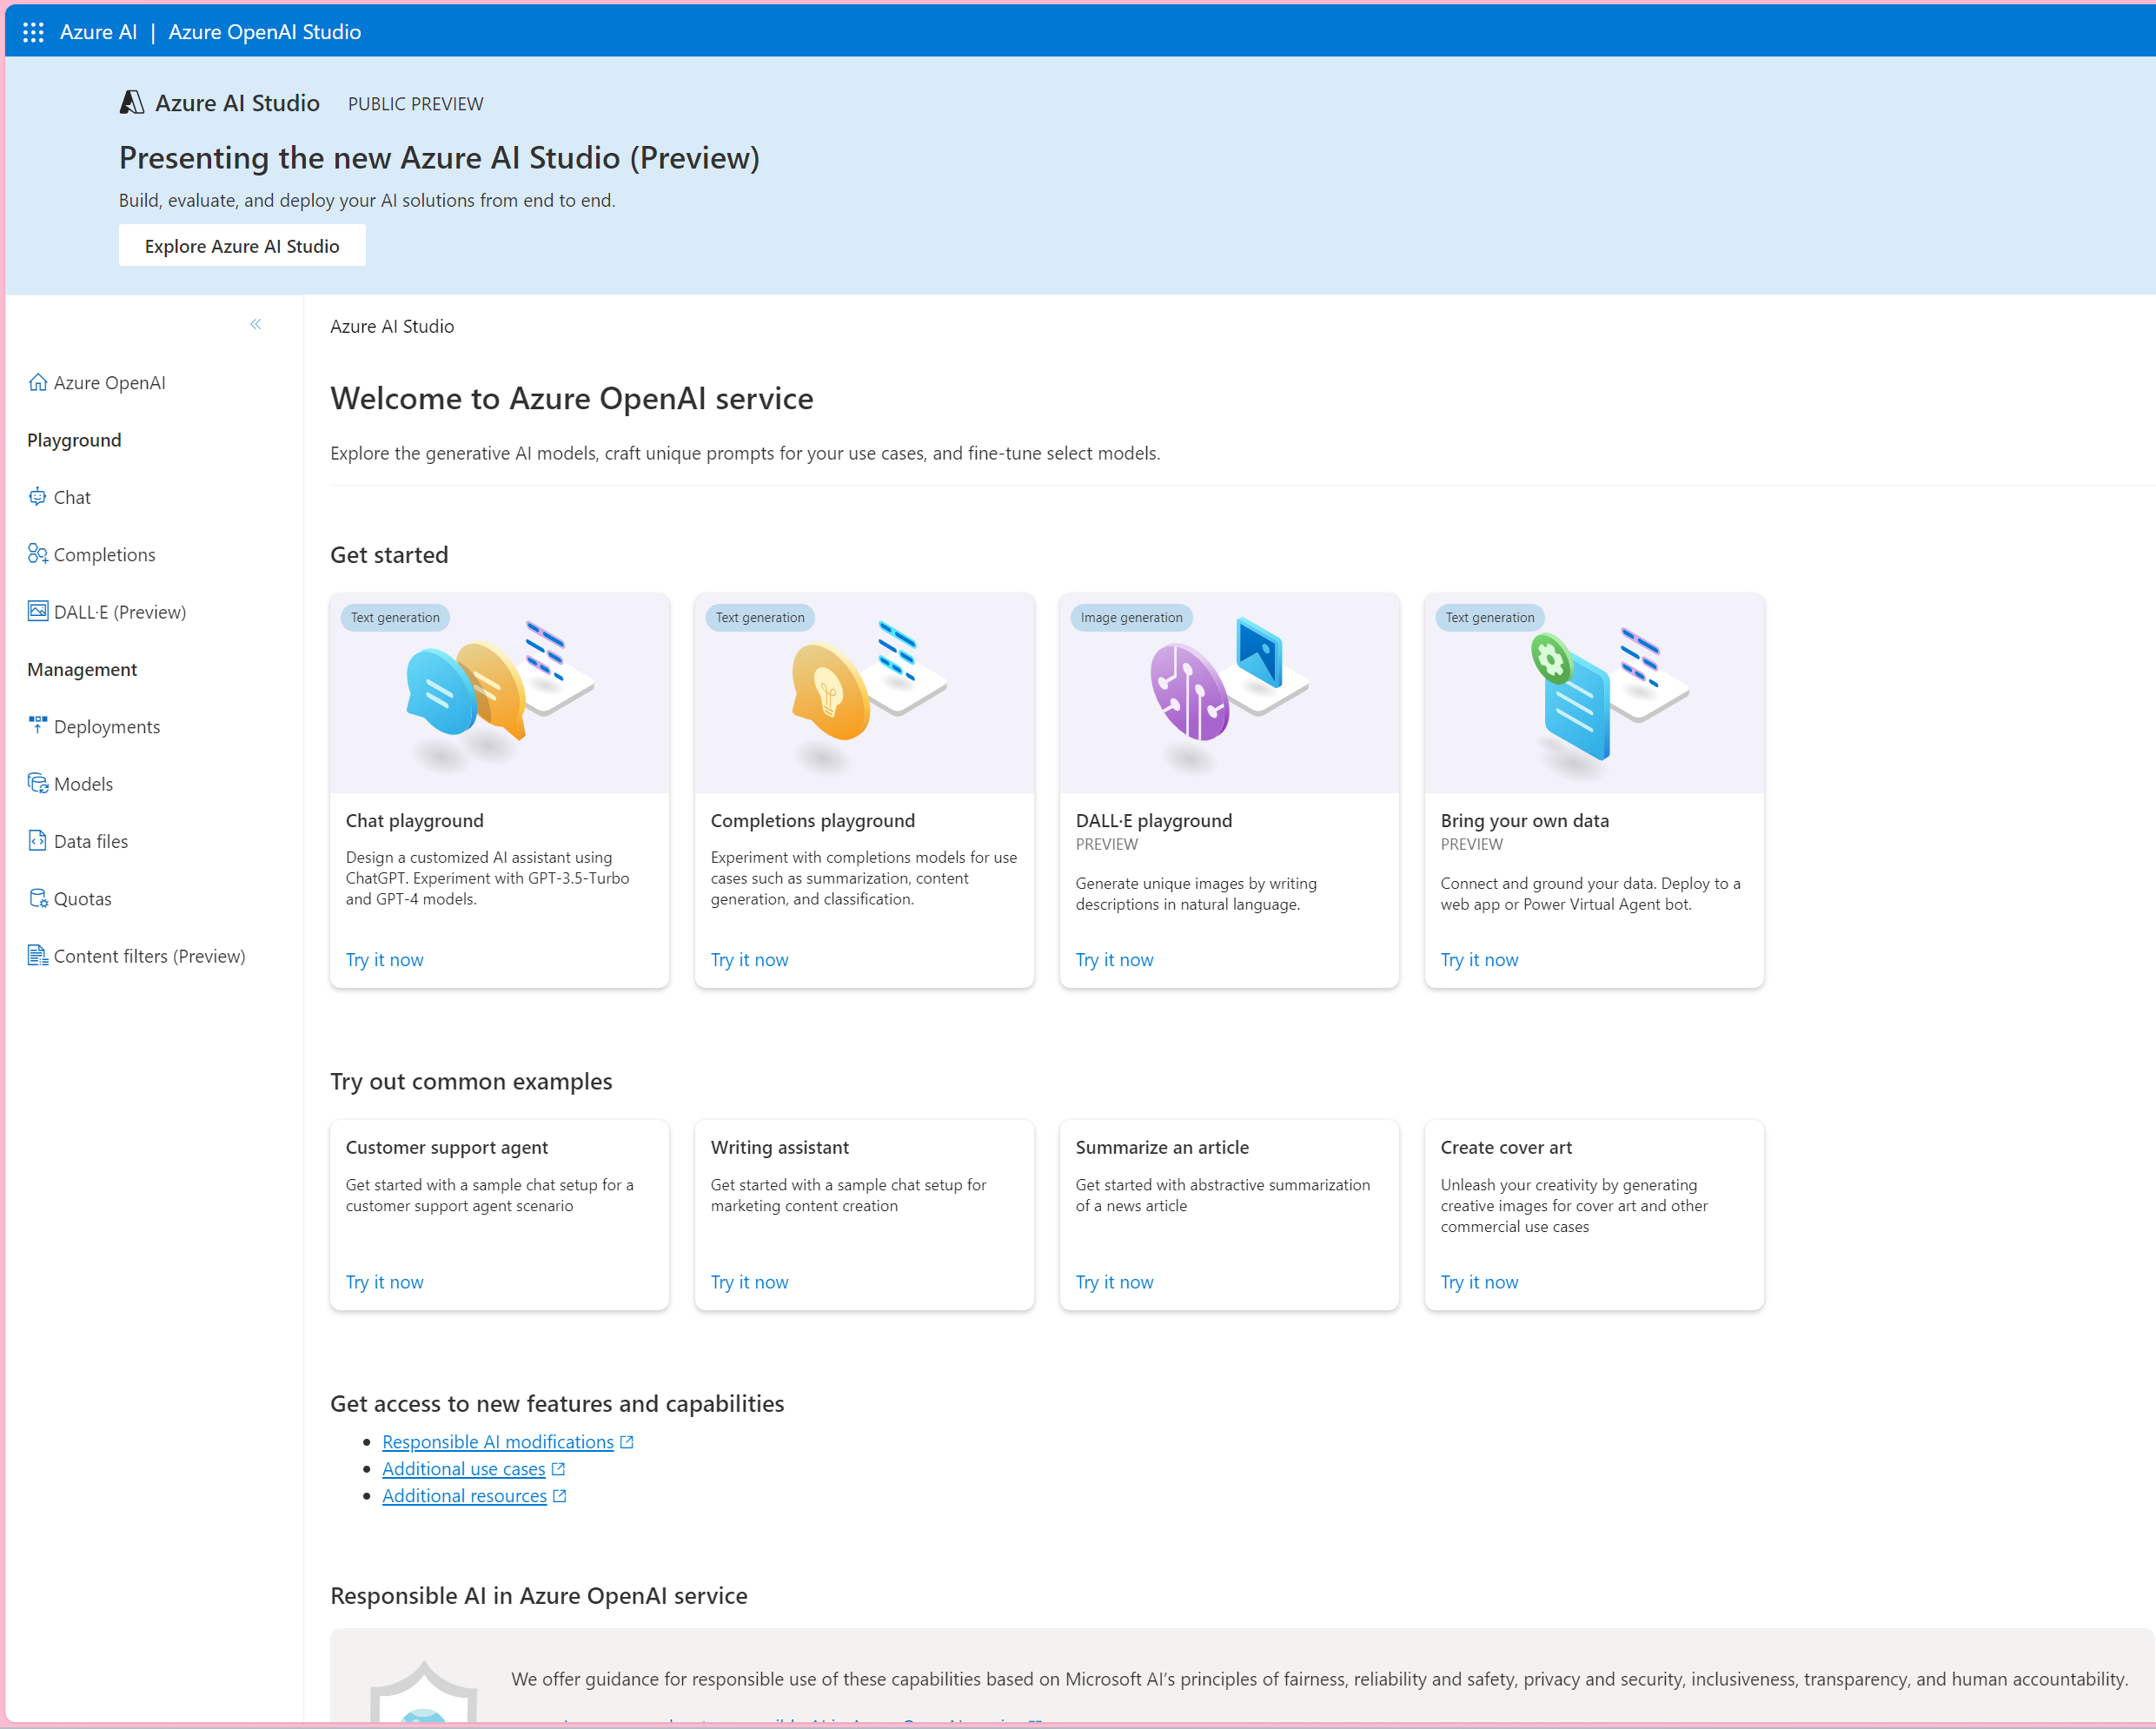 Azure AI | Azure OpenAI Studio
Azure AI Studio PUBLIC PREVIEW
Presenting the new Azure AI Studio (Preview)
Build, evaluate, and deploy your AI solutions from end to end.
Explore Azure AI Studio
Azure OpenAI
Playground
Chat
Completions
DALL·E (Preview)
Management
Deployments
Models
Data files
Quotas
Content filters (Preview)
Azure AI Studio
Welcome to Azure OpenAI service
Explore the generative AI models, craft unique prompts for your use cases, and fine-tune select models.
Get started
Text generation
Chat playground
Design a customized AI assistant using
ChatGPT. Experiment with GPT-3.5-Turbo
and GPT-4 models.
Try it now
Text generation
Completions playground
Experiment with completions models for use
cases such as summarization, content
generation, and classification.
Try it now
Image generation
DALL·E playground
PREVIEW
Generate unique images by writing
descriptions in natural language.
Try it now
Text generation
Bring your own data
PREVIEW
Connect and ground your data. Deploy to a
web app or Power Virtual Agent bot.
Try it now
Try out common examples
Customer support agent
Get started with a sample chat setup for a
customer support agent scenario
Try it now
Writing assistant
Get started with a sample chat setup for
marketing content creation
Try it now
Summarize an article
Get started with abstractive summarization
of a news article
Try it now
Create cover art
Unleash your creativity by generating
creative images for cover art and other
commercial use cases
Try it now
Get access to new features and capabilities
Responsible AI modifications
Additional use cases
Additional resources
Responsible AI in Azure OpenAI service
We offer guidance for responsible use of these capabilities based on Microsoft AI’s principles of fairness, reliability and safety, privacy and security, inclusiveness, transparency, and human accountability.